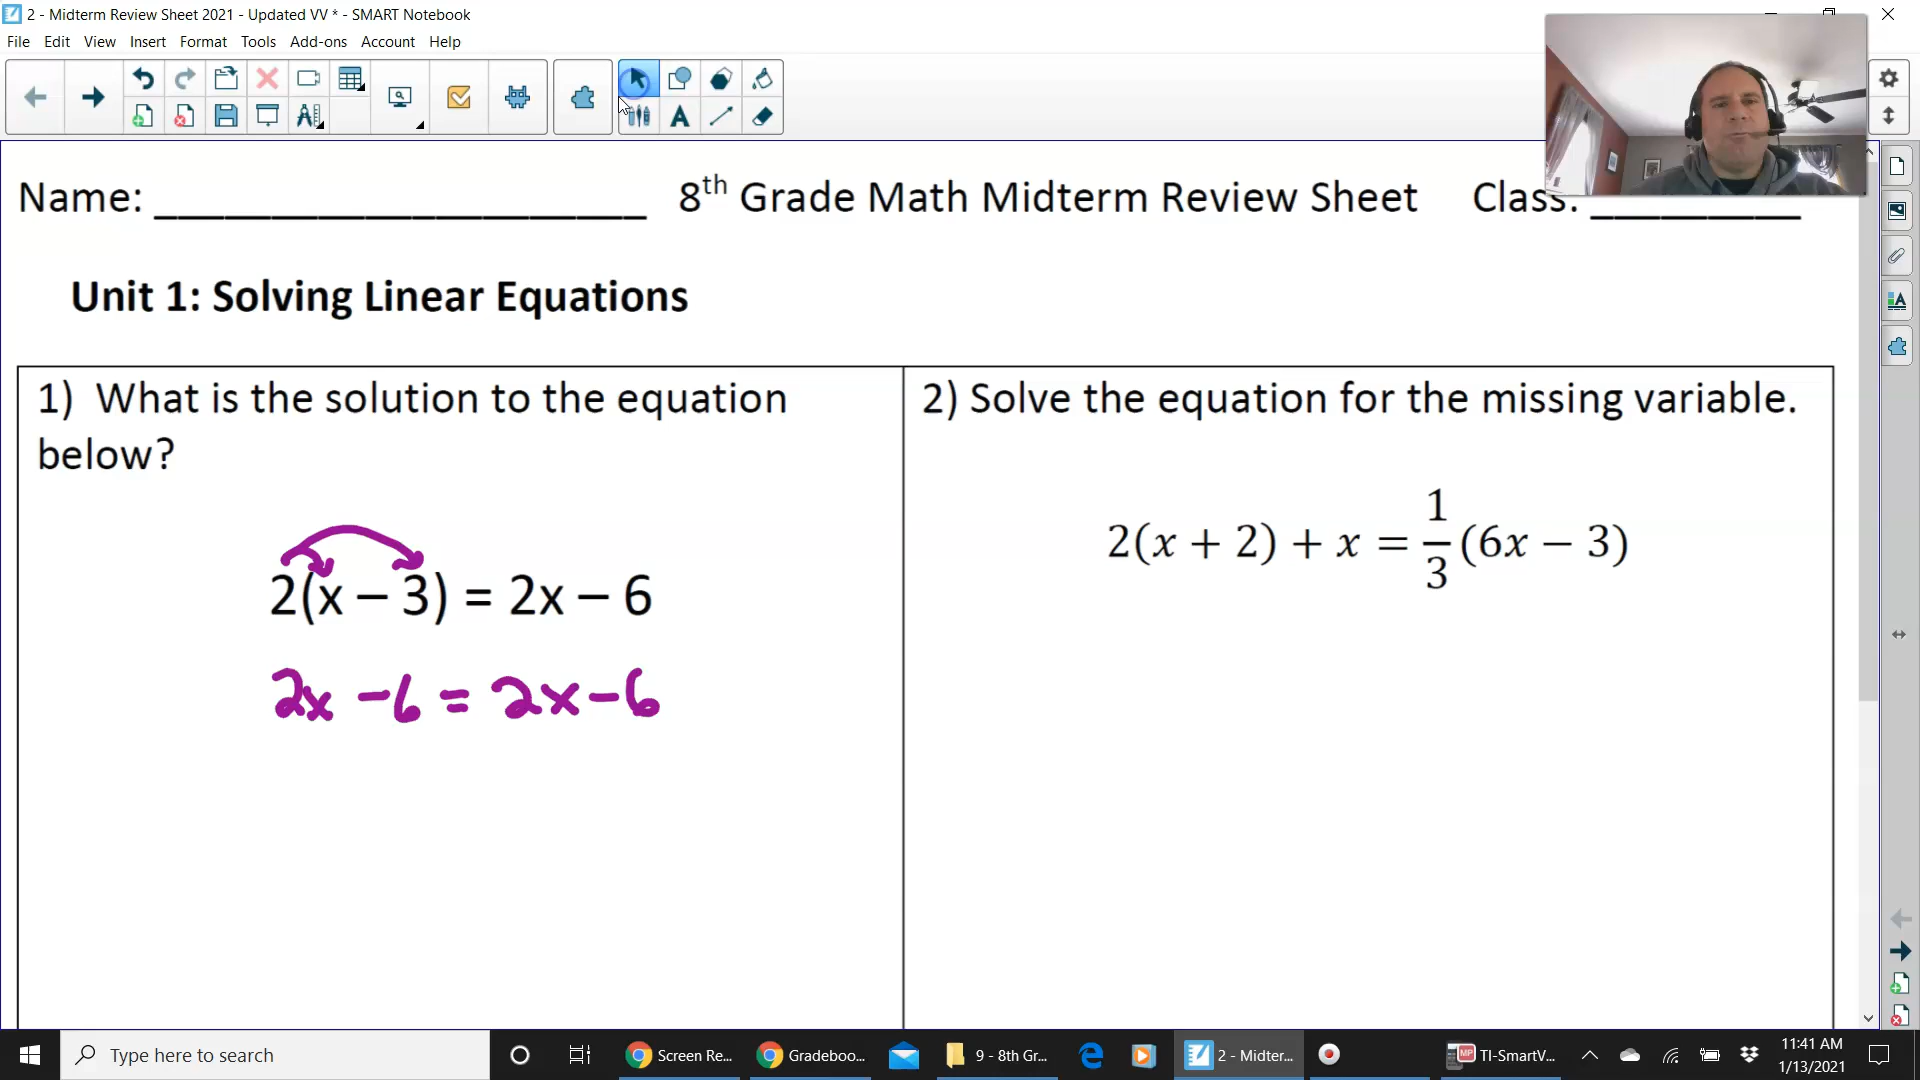 2 - Midterm Review Sheet 2021 - Updated VV * - SMART Notebook
File Edit View Insert Format Tools Add-ons Account Help
Name: ____________________ 8th Grade Math Midterm Review Sheet Class: _________
Unit 1: Solving Linear Equations
1) What is the solution to the equation
below?
2(x – 3) = 2x – 6
2x - 6 = 2x - 6
2) Solve the equation for the missing variable.
2(x + 2) + x = 1/3 (6x − 3)
Type here to search
Screen Re...
Gradeboo...
9 - 8th Gr...
2 - Midter...
TI-SmartV...
11:41 AM
1/13/2021